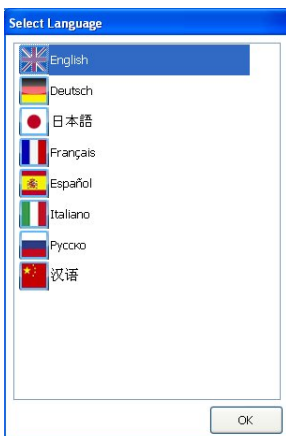 Select Language
English
Deutsch
日本語
Français
Español
Italiano
Русско
汉语
OK